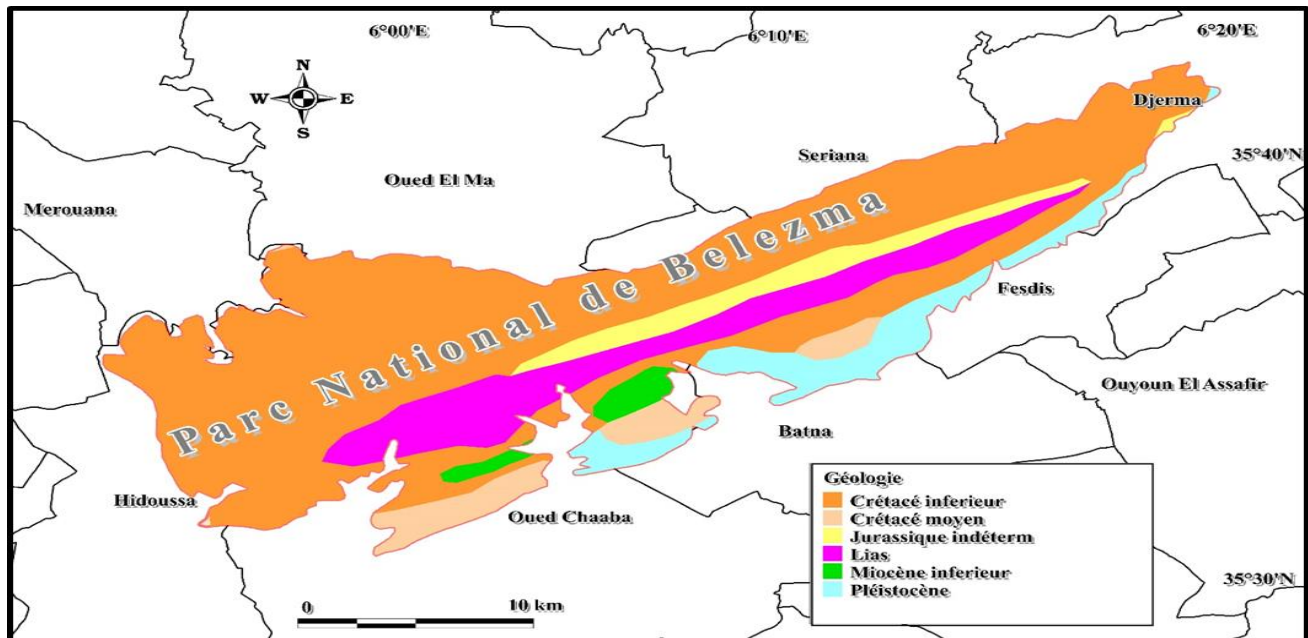 6°00'E
6°10'E
6°20'E
N
W E
S
Djerma
Seriana
35°40'N
Oued El Ma
Merouana
Parc National de Belezma
Fesdis
Ouyoun El Assafir
Batna
Hidoussa
Oued Chaaba
Géologie
Crétacé inferieur
Crétacé moyen
Jurassique indéterm
Lias
Miocène inferieur
Pléistocène
35°30'N
0 10 km